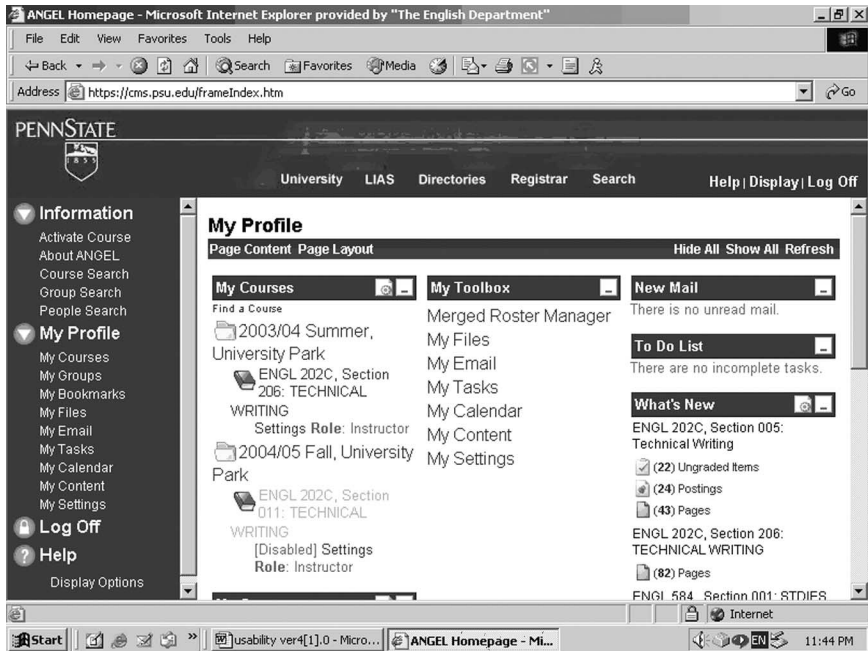 ANGEL Homepage - Microsoft Internet Explorer provided by "The English Department"
File Edit View Favorites Tools Help
Back Search Favorites Media
Address https://cms.psu.edu/frameIndex.htm Go
PENNSTATE
1855
University LIAS Directories Registrar Search
Help | Display | Log Off
Information
Activate Course
About ANGEL
Course Search
Group Search
People Search
My Profile
My Courses
My Groups
My Bookmarks
My Files
My Email
My Tasks
My Calendar
My Content
My Settings
Log Off
Help
Display Options
My Profile
Page Content Page Layout
Hide All Show All Refresh
My Courses
Find a Course
2003/04 Summer,
University Park
ENGL 202C, Section
206: TECHNICAL
WRITING
Settings Role: Instructor
2004/05 Fall, University
Park
ENGL 202C, Section
011: TECHNICAL
WRITING
[Disabled] Settings
Role: Instructor
My Toolbox
Merged Roster Manager
My Files
My Email
My Tasks
My Calendar
My Content
My Settings
New Mail
There is no unread mail.
To Do List
There are no incomplete tasks.
What's New
ENGL 202C, Section 005:
Technical Writing
(22) Ungraded Items
(24) Postings
(43) Pages
ENGL 202C, Section 206:
TECHNICAL WRITING
(82) Pages
ENGL 584, Section 001: STDIES
Internet
Start
usability ver4[1].0 - Micro...
ANGEL Homepage - Mi...
EN
11:44 PM